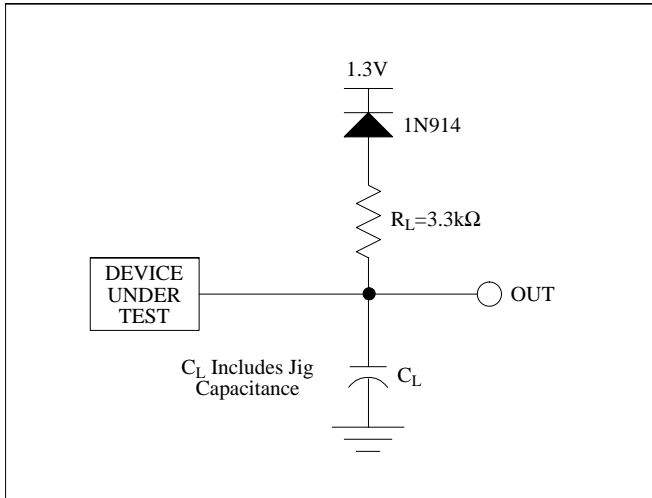 1.3V
1N914
R_L=3.3kΩ
DEVICE
UNDER
TEST
OUT
C_L Includes Jig
Capacitance
C_L